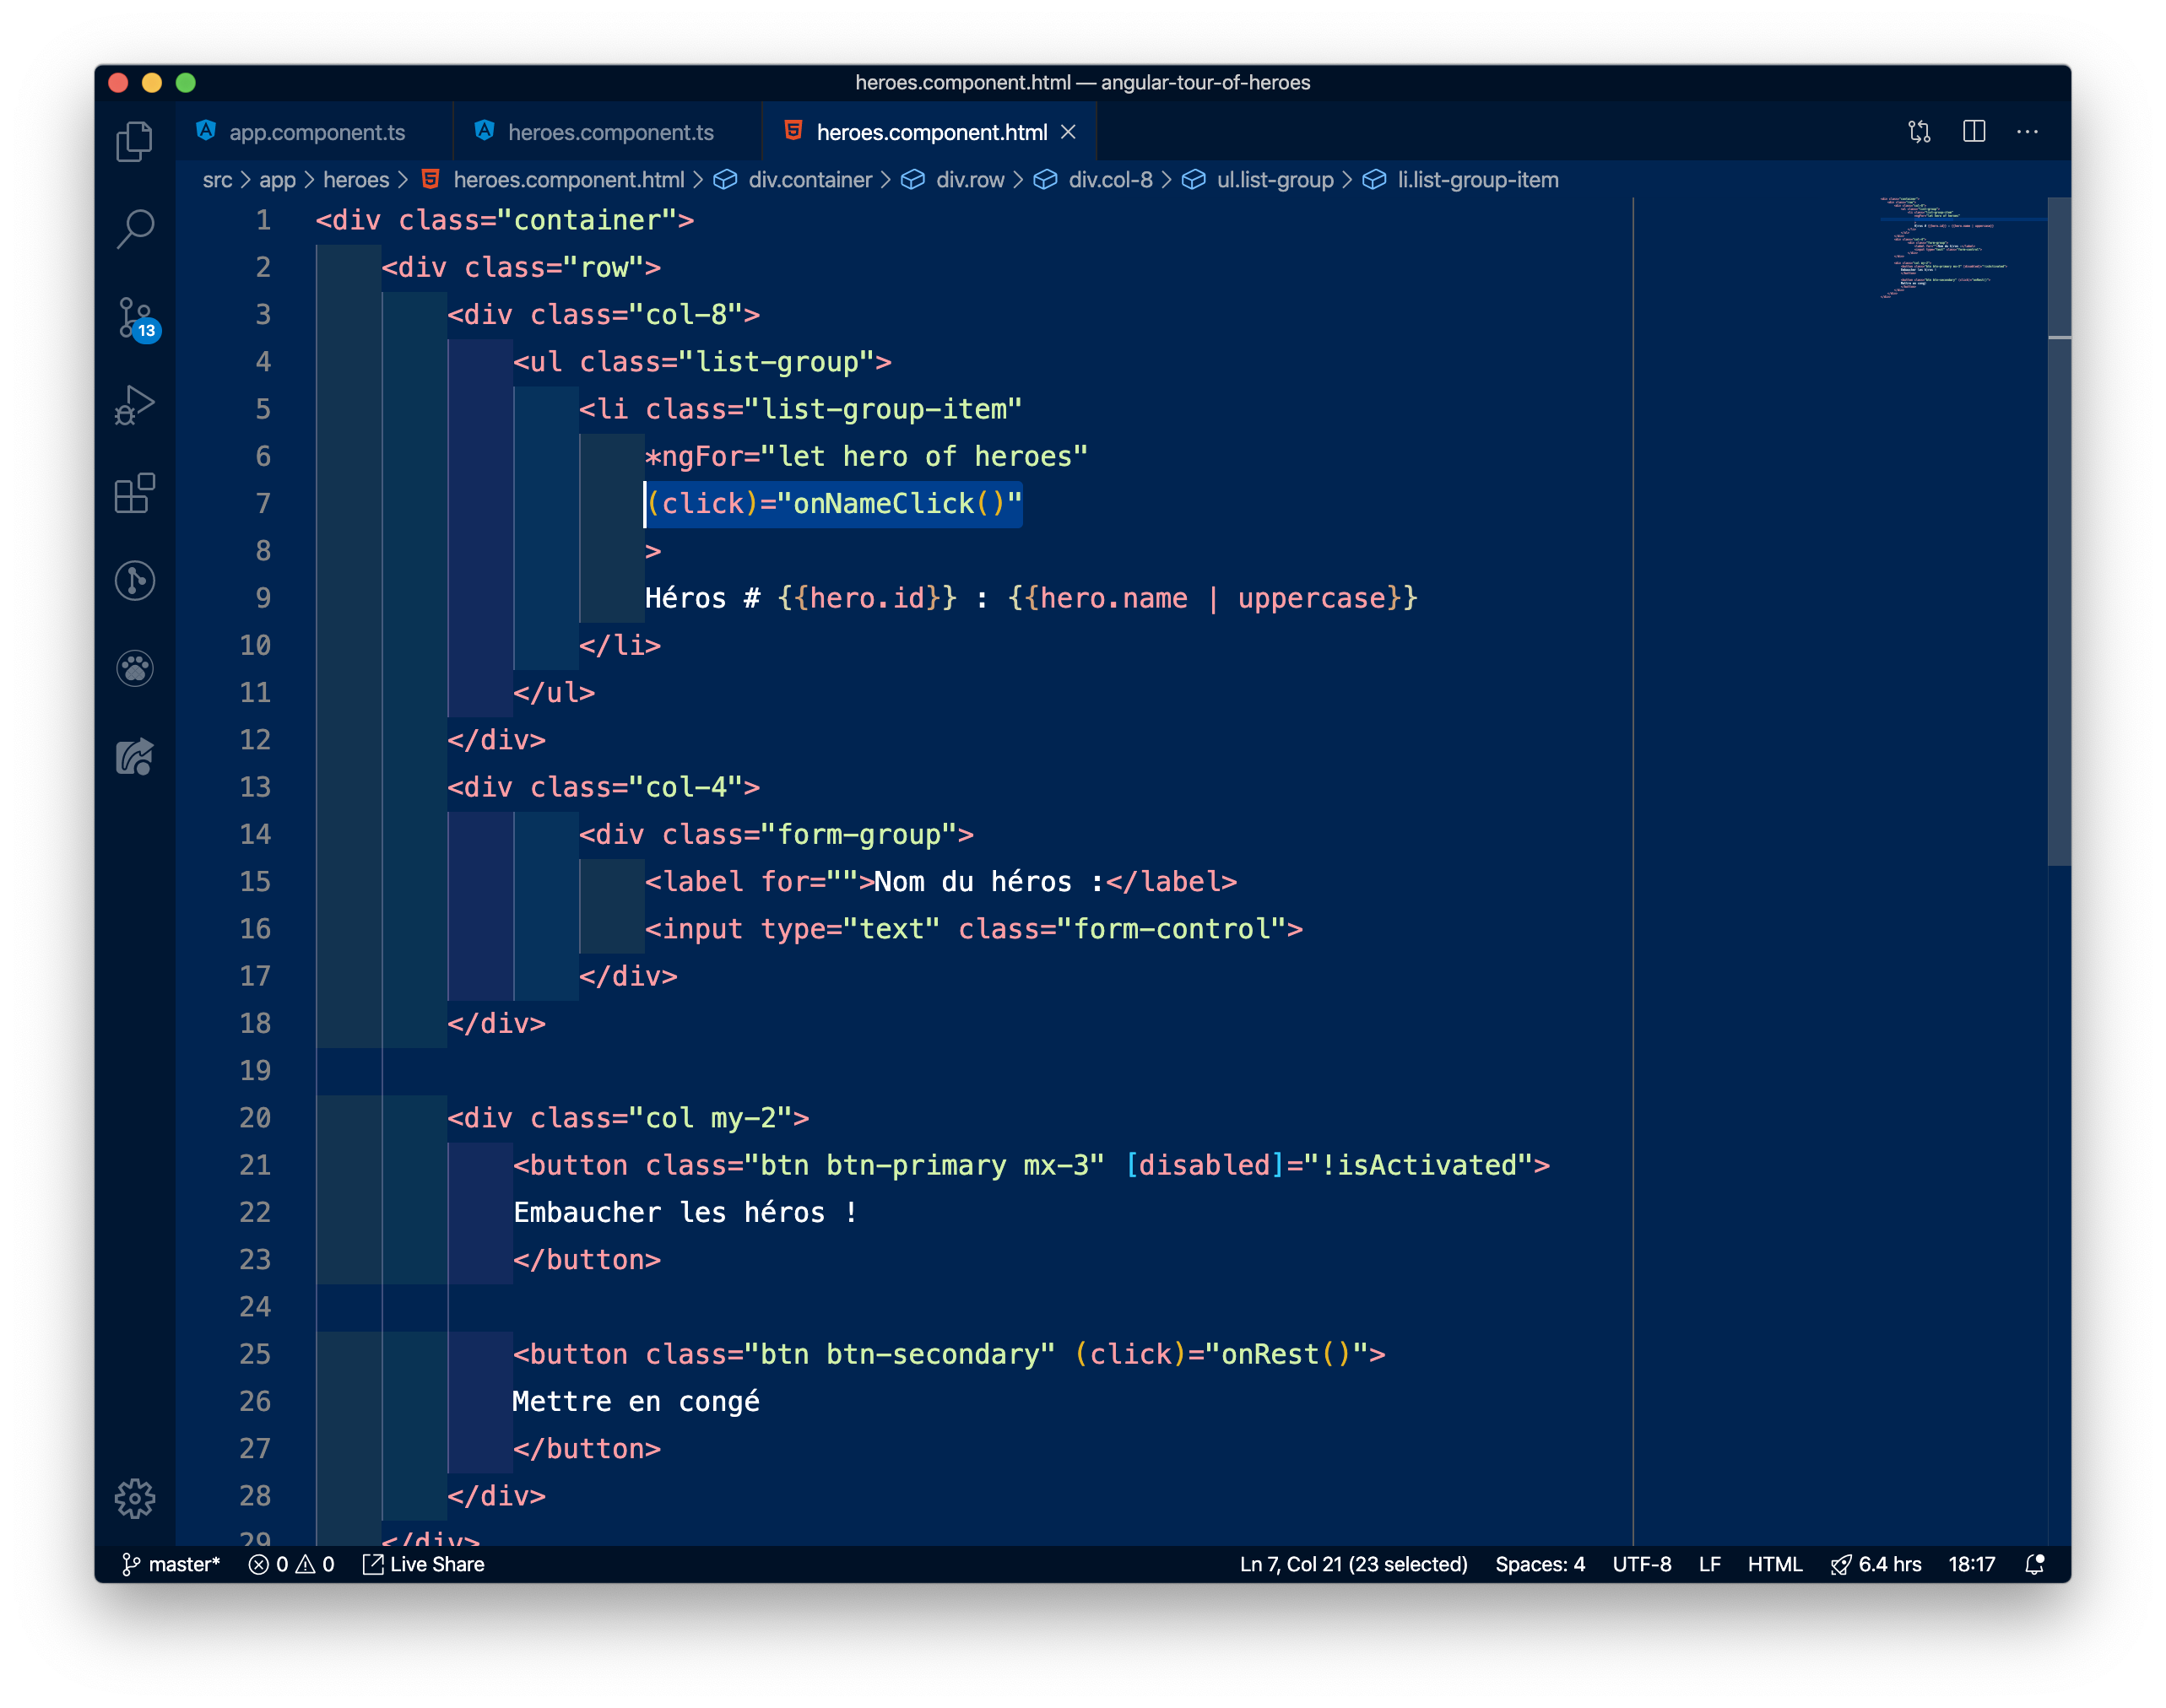 heroes.component.html — angular-tour-of-heroes
app.component.ts heroes.component.ts heroes.component.html
src > app > heroes > heroes.component.html > div.container > div.row > div.col-8 > ul.list-group > li.list-group-item
1 <div class="container">
2 <div class="row">
3 <div class="col-8">
4 <ul class="list-group">
5 <li class="list-group-item"
6 *ngFor="let hero of heroes"
7 (click)="onNameClick()"
8 >
9 Héros # {{hero.id}} : {{hero.name | uppercase}}
10 </li>
11 </ul>
12 </div>
13 <div class="col-4">
14 <div class="form-group">
15 <label for="">Nom du héros :</label>
16 <input type="text" class="form-control">
17 </div>
18 </div>
19
20 <div class="col my-2">
21 <button class="btn btn-primary mx-3" [disabled]="!isActivated">
22 Embaucher les héros !
23 </button>
24
25 <button class="btn btn-secondary" (click)="onRest()">
26 Mettre en congé
27 </button>
28 </div>
29 </div>
13
master* 0 0 Live Share Ln 7, Col 21 (23 selected) Spaces: 4 UTF-8 LF HTML 6.4 hrs 18:17